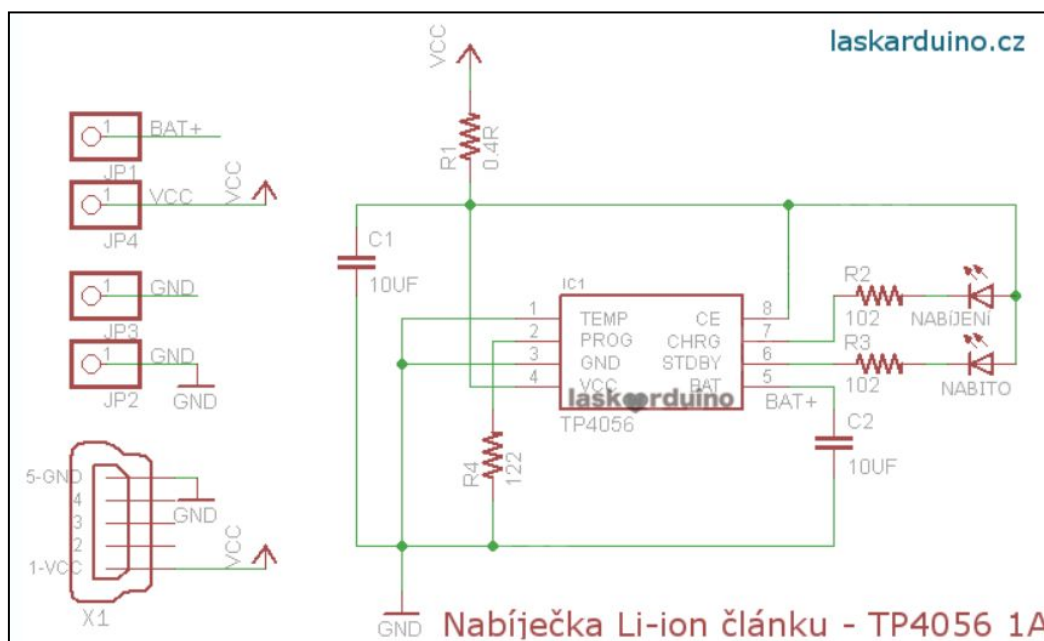 laskarduino.cz
VCC
R1
0.4R
1
BAT+
JP1
1
VCC
VCC
JP4
1
GND
JP3
1
GND
JP2
GND
C1
10UF
IC1
1
TEMP
CE
8
2
PROG
CHRG
7
3
GND
STDBY
6
4
VCC
BAT
5
laskarduino
TP4056
BAT+
R2
102
NABÍJENÍ
R3
102
NABITO
C2
10UF
R4
122
5-GND
4
3
2
1-VCC
GND
VCC
X1
GND
Nabíječka Li-ion článku - TP4056 1A